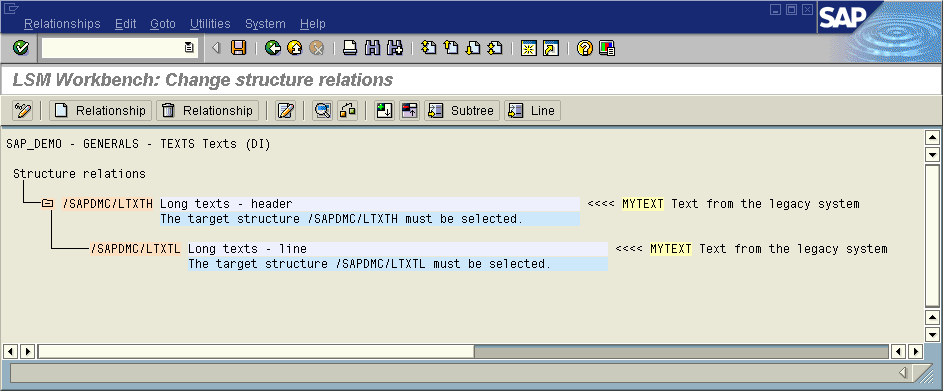 Relationships Edit Goto Utilities System Help
SAP
LSM Workbench: Change structure relations
Relationship Relationship Subtree Line
SAP_DEMO - GENERALS - TEXTS Texts (DI)
Structure relations
/SAPDMC/LTXTH Long texts - header <<<< MYTEXT Text from the legacy system
The target structure /SAPDMC/LTXTH must be selected.
/SAPDMC/LTXTL Long texts - line <<<< MYTEXT Text from the legacy system
The target structure /SAPDMC/LTXTL must be selected.